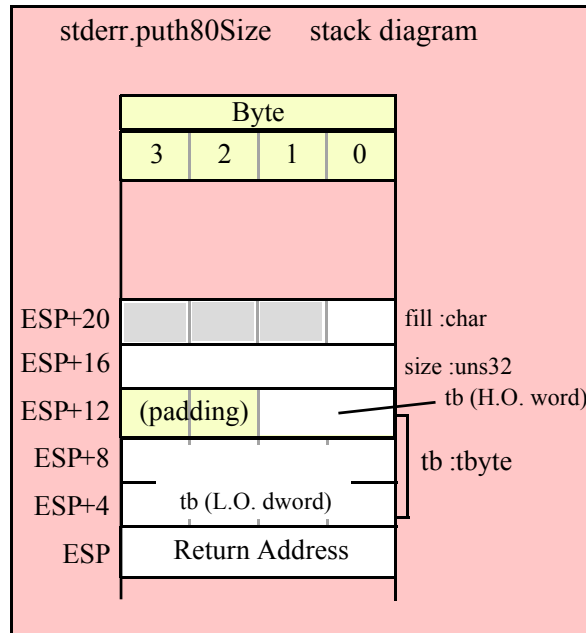 stderr.puth80Size stack diagram
Byte
3 2 1 0
ESP+20 fill :char
ESP+16 size :uns32
ESP+12 (padding) tb (H.O. word)
ESP+8 tb :tbyte
ESP+4 tb (L.O. dword)
ESP Return Address